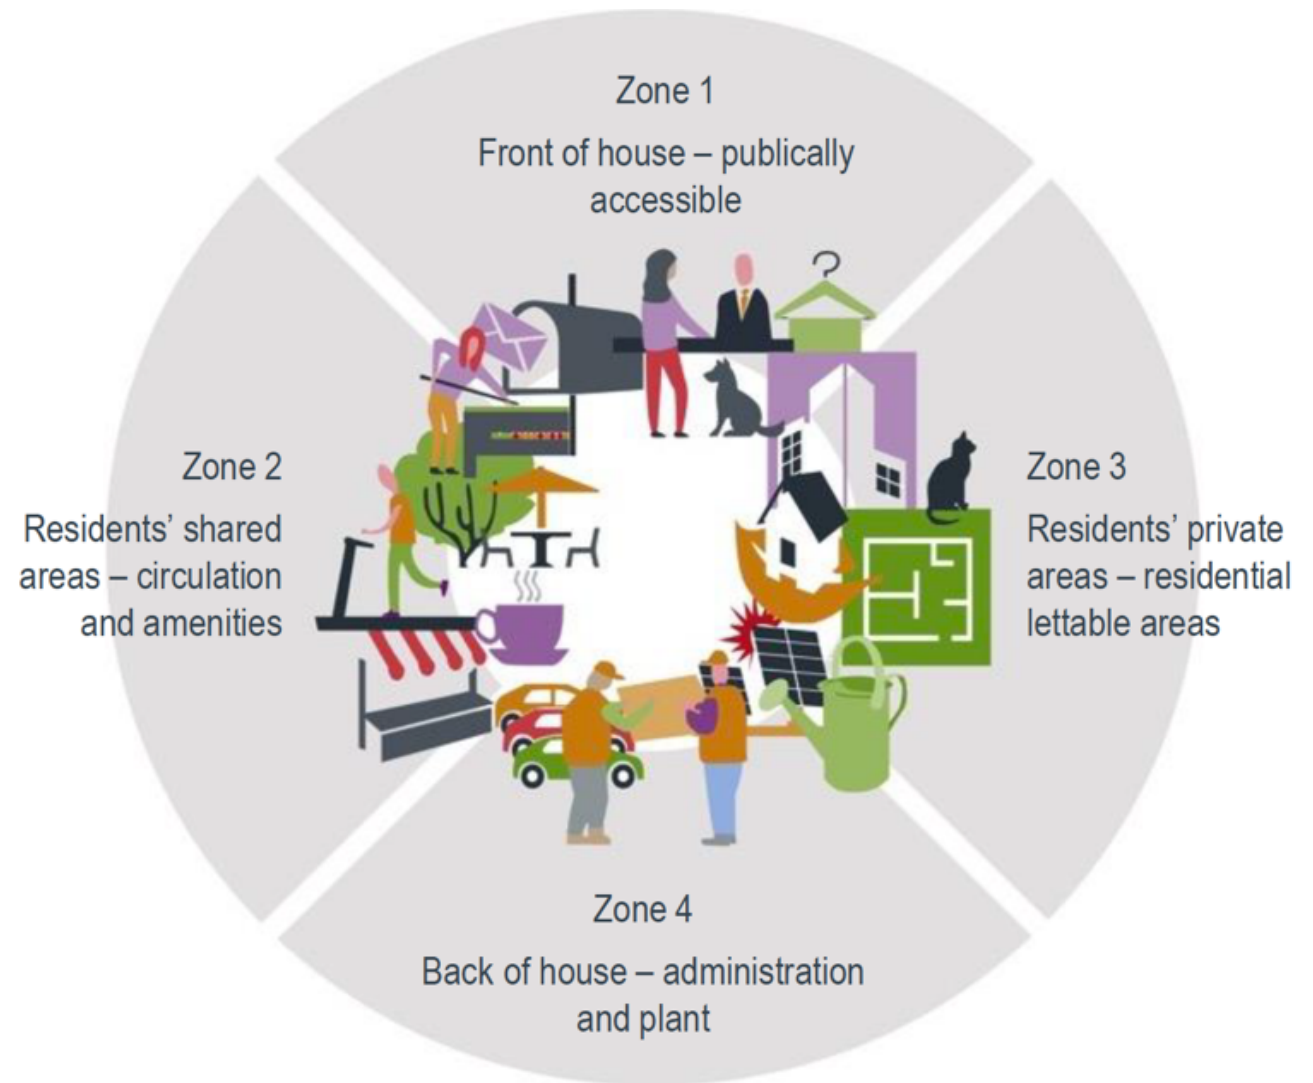 Zone 1
Front of house – publically
accessible
Zone 2
Residents’ shared
areas – circulation
and amenities
Zone 3
Residents’ private
areas – residential
lettable areas
Zone 4
Back of house – administration
and plant